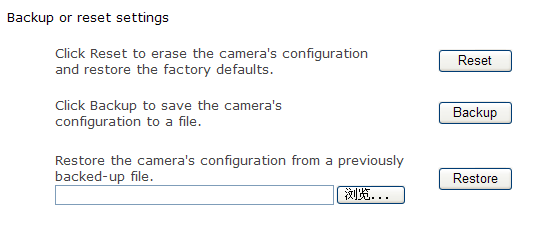 Backup or reset settings
Click Reset to erase the camera's configuration
and restore the factory defaults.
Reset
Click Backup to save the camera's
configuration to a file.
Backup
Restore the camera's configuration from a previously
backed-up file.
浏览...
Restore